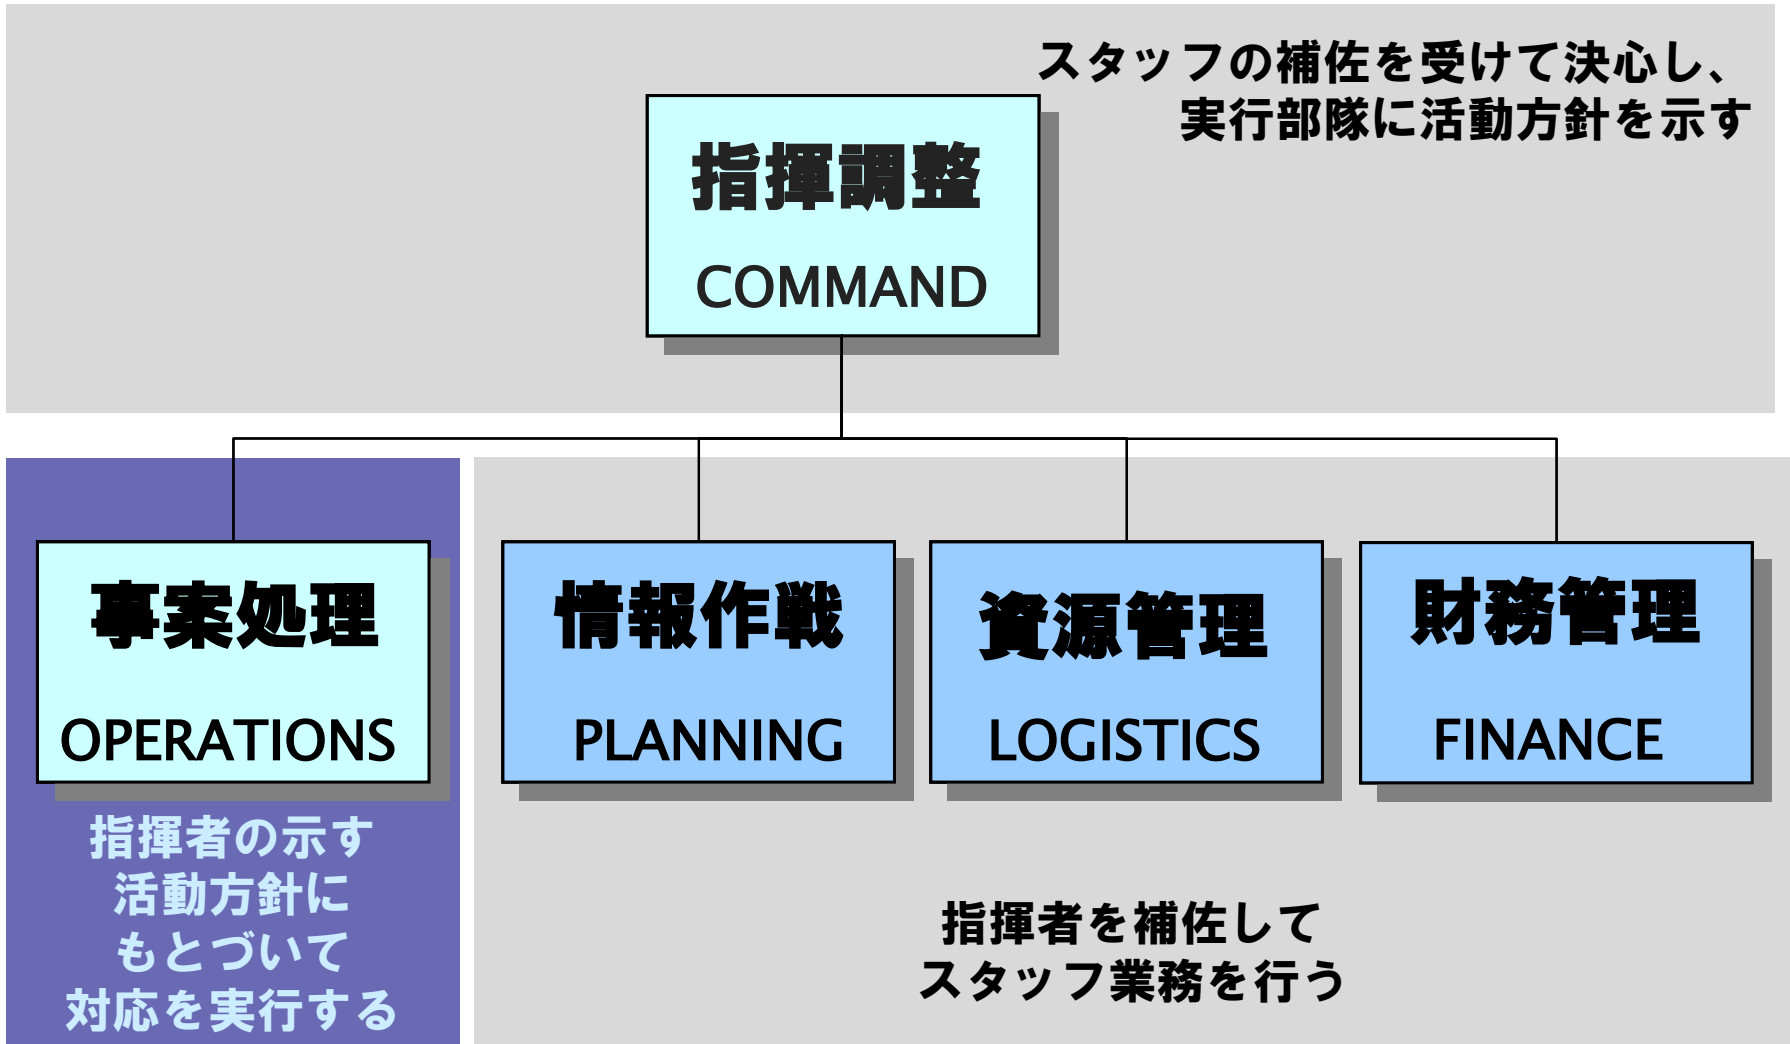 スタッフの補佐を受けて決心し、
実行部隊に活動方針を示す
指揮調整
COMMAND
事案処理
OPERATIONS
情報作戦
PLANNING
資源管理
LOGISTICS
財務管理
FINANCE
指揮者の示す
活動方針に
もとづいて
対応を実行する
指揮者を補佐して
スタッフ業務を行う